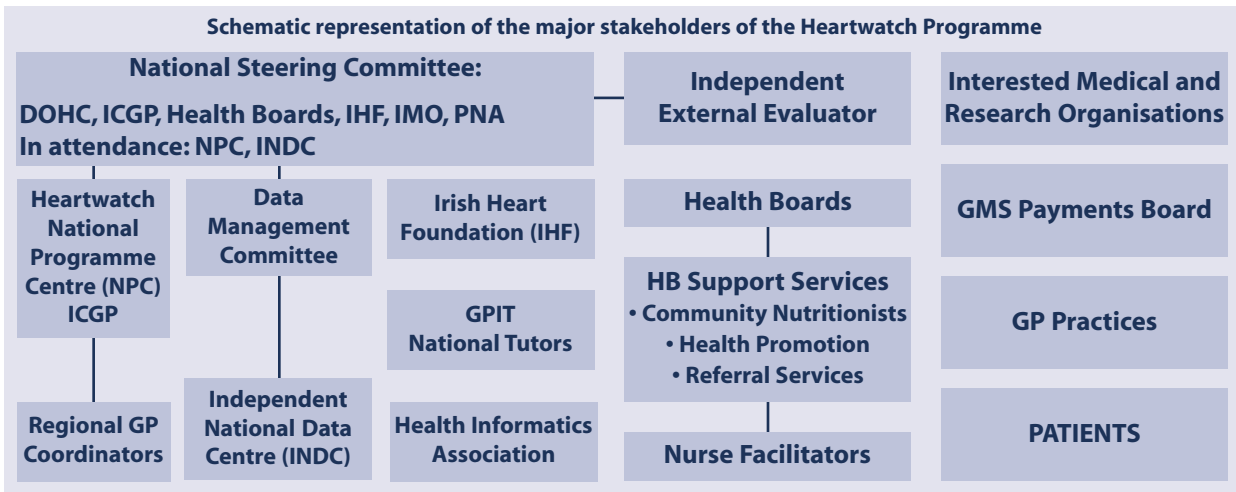 Schematic representation of the major stakeholders of the Heartwatch Programme
National Steering Committee:
DOHC, ICGP, Health Boards, IHF, IMO, PNA
In attendance: NPC, INDC
Independent
External Evaluator
Interested Medical and
Research Organisations
Heartwatch
National
Programme
Centre (NPC)
ICGP
Data
Management
Committee
Irish Heart
Foundation (IHF)
Health Boards
GMS Payments Board
GPIT
National Tutors
HB Support Services
• Community Nutritionists
• Health Promotion
• Referral Services
GP Practices
Regional GP
Coordinators
Independent
National Data
Centre (INDC)
Health Informatics
Association
Nurse Facilitators
PATIENTS